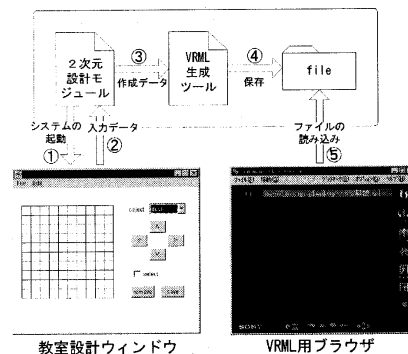 2次元
設計モ
ジュール
③
作成データ
VRML
生成
ツール
④
保存
file
システムの
起動
①
入力データ
②
ファイルの
読み込み
⑤
select
SONY
教室設計ウィンドウ
VRML用ブラウザ